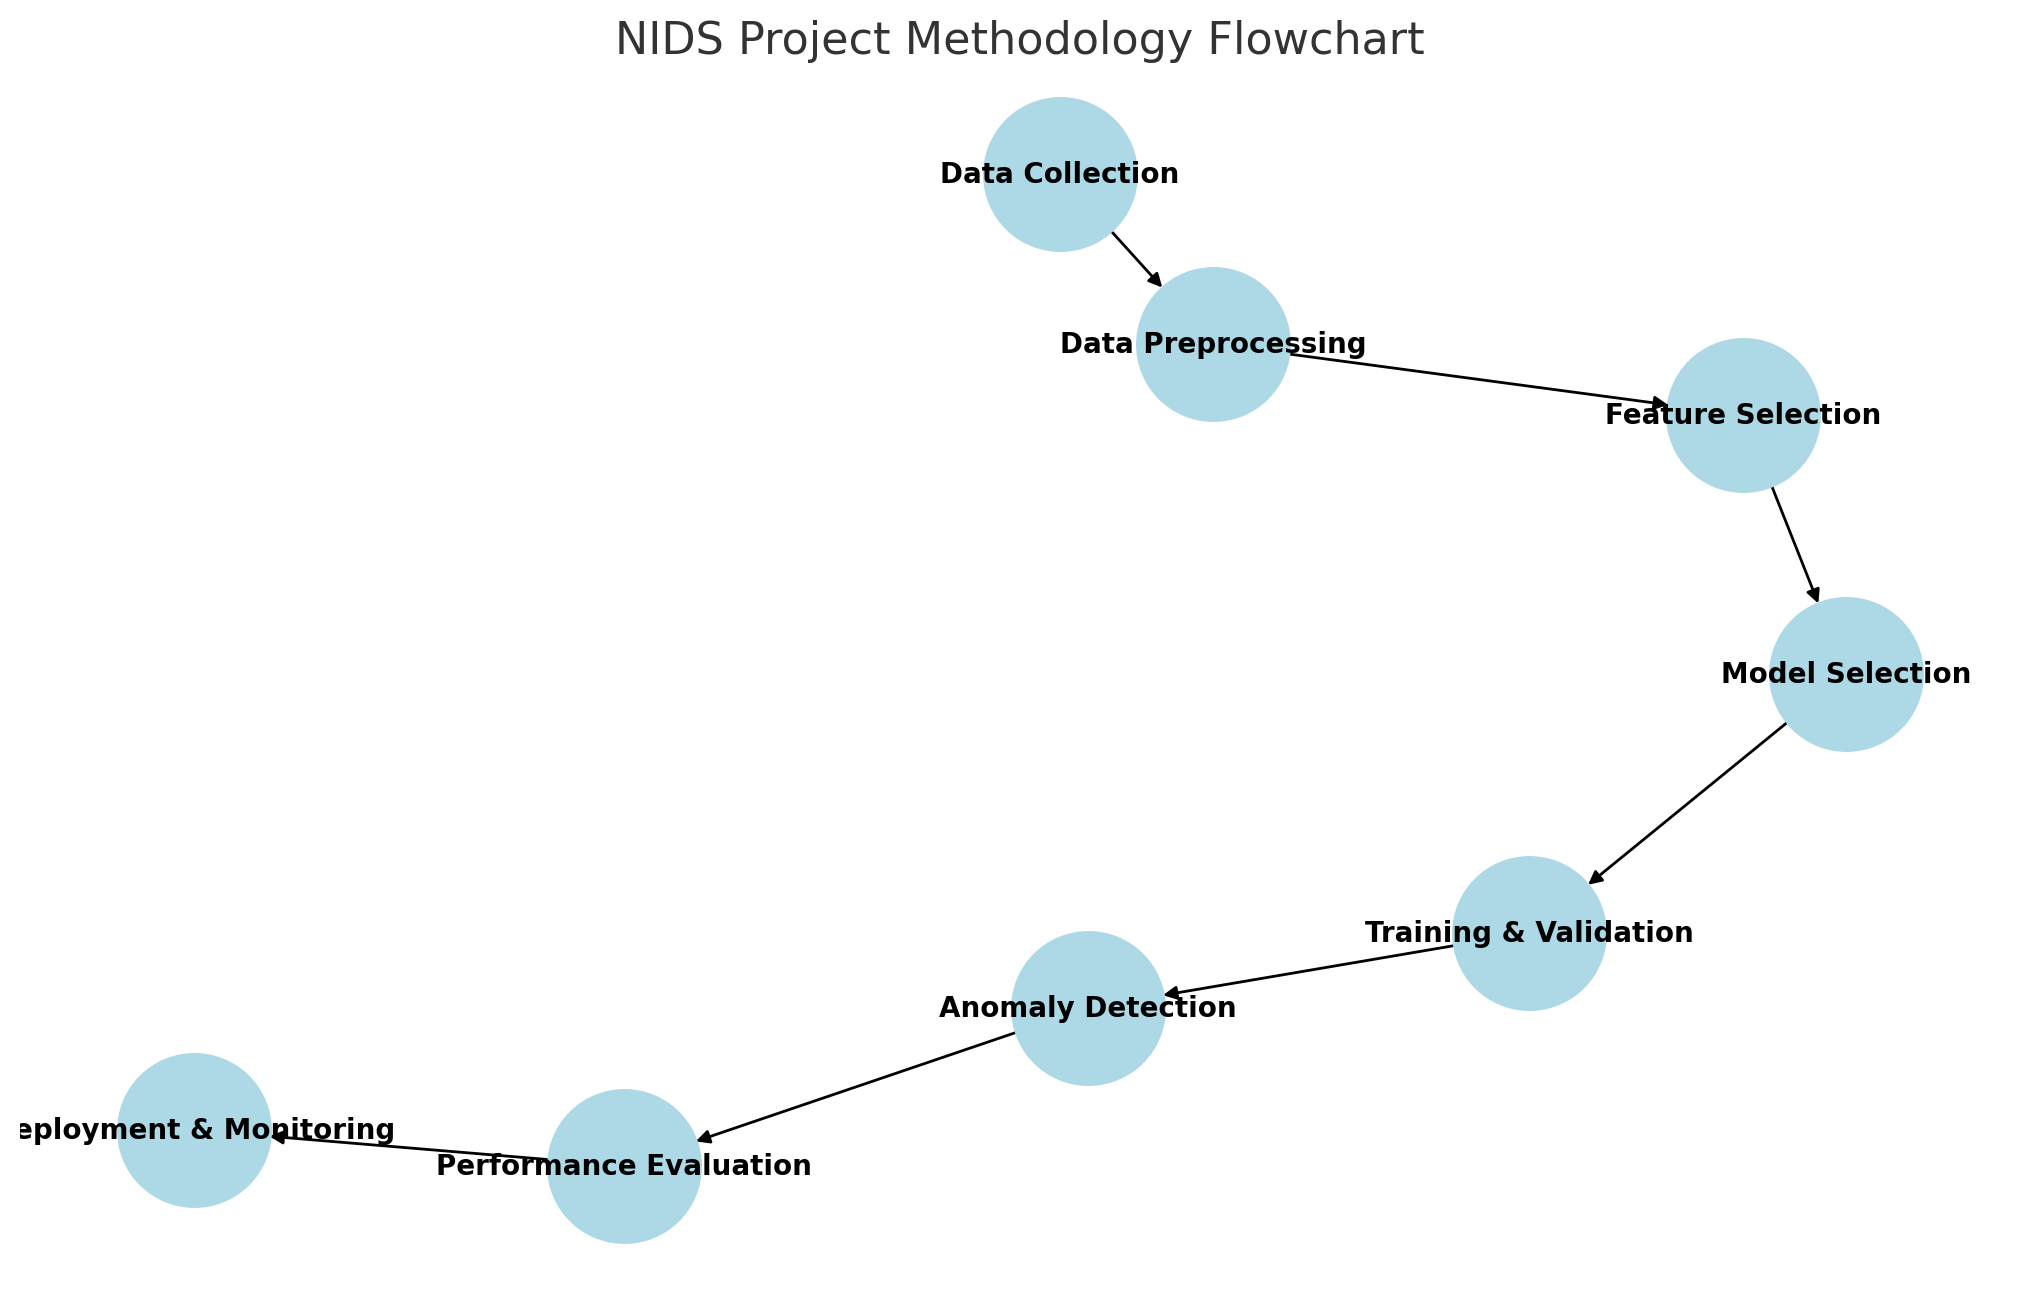 NIDS Project Methodology Flowchart
Data Collection
Data Preprocessing
Feature Selection
Model Selection
Training & Validation
Anomaly Detection
Performance Evaluation
eployment & Monitoring